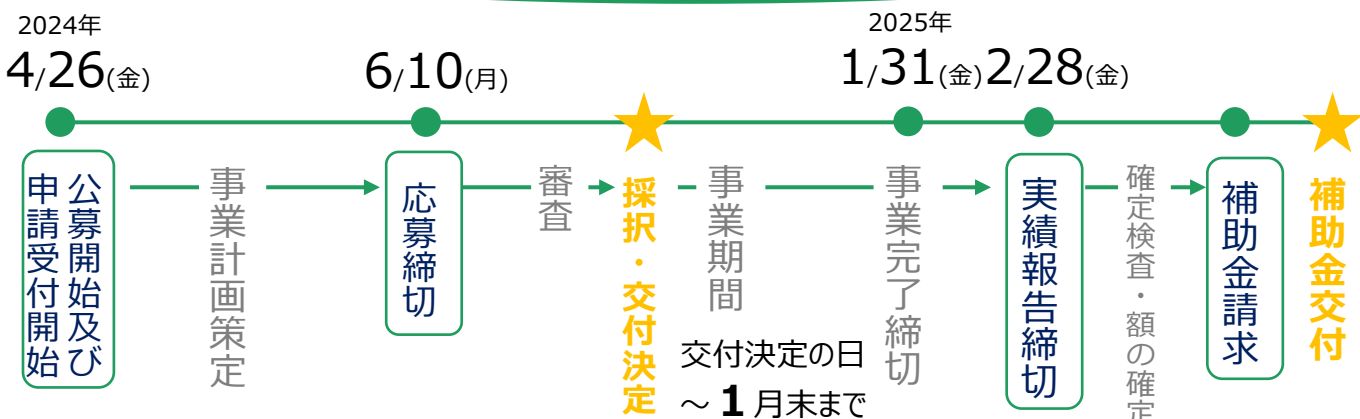 2024年
4/26(金)
6/10(月)
2025年
1/31(金)
2/28(金)
公募開始及び
申請受付開始
事業計画策定
応募締切
審査
採択・交付決定
事業期間
交付決定の日
～1月末まで
事業完了締切
実績報告締切
確定検査・額の確定
補助金請求
補助金交付